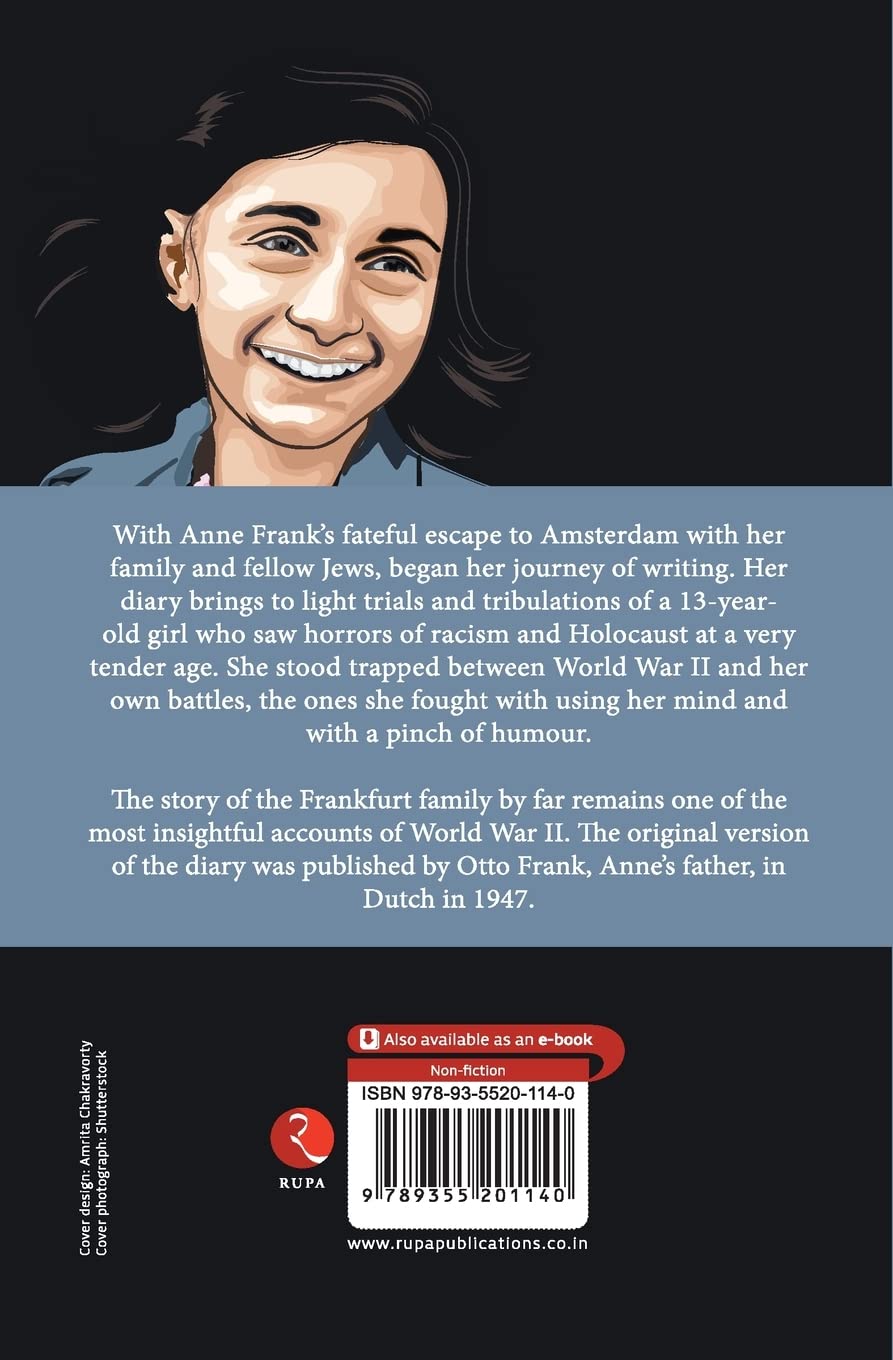 With Anne Frank’s fateful escape to Amsterdam with her
family and fellow Jews, began her journey of writing. Her
diary brings to light trials and tribulations of a 13-year-
old girl who saw horrors of racism and Holocaust at a very
tender age. She stood trapped between World War II and her
own battles, the ones she fought with using her mind and
with a pinch of humour.
The story of the Frankfurt family by far remains one of the
most insightful accounts of World War II. The original version
of the diary was published by Otto Frank, Anne’s father, in
Dutch in 1947.
Cover design: Amrita Chakravorty
Cover photograph: Shutterstock
RUPA
Also available as an e-book
Non-fiction
ISBN 978-93-5520-114-0
9 789355 201140
www.rupapublications.co.in